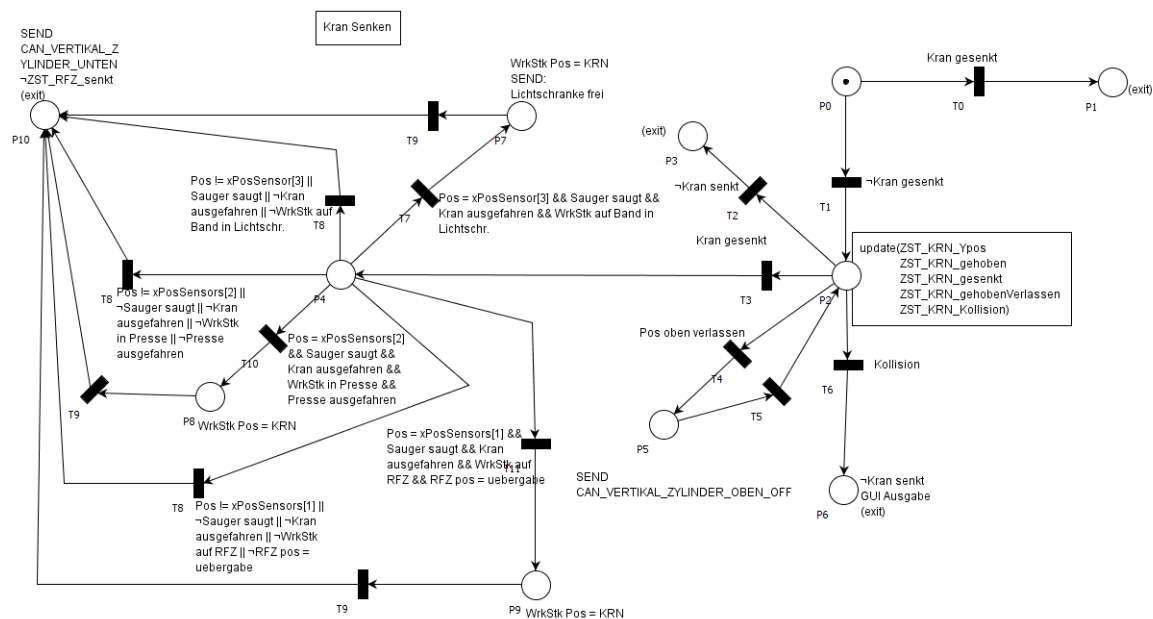 Kran Senken
SEND
CAN_VERTIKAL_Z
YLINDER_UNTEN
¬ZST_RFZ_senkt
(exit)
P10
T9
WrkStk Pos = KRN
SEND:
Lichtschranke frei
P7
Kran gesenkt
P0
T0
P1
(exit)
(exit)
P3
¬Kran senkt
T2
¬Kran gesenkt
T1
Pos != xPosSensor[3] ||
Sauger saugt || ¬Kran
ausgefahren || ¬WrkStk auf
Band in Lichtschr.
T8
T7
Pos = xPosSensor[3] && Sauger saugt &&
Kran ausgefahren && WrkStk auf Band in
Lichtschr.
Kran gesenkt
T3
P2
update(ZST_KRN_Ypos
ZST_KRN_gehoben
ZST_KRN_gesenkt
ZST_KRN_gehobenVerlassen
ZST_KRN_Kollision)
P4
T8
Pos != xPosSensors[2] ||
¬Sauger saugt || ¬Kran
ausgefahren || ¬WrkStk
in Presse || ¬Presse
ausgefahren
T10
Pos = xPosSensors[2]
&& Sauger saugt &&
Kran ausgefahren &&
WrkStk in Presse &&
Presse ausgefahren
Pos oben verlassen
T4
T5
Kollision
T6
T9
P8
WrkStk Pos = KRN
P5
SEND
CAN_VERTIKAL_ZYLINDER_OBEN_OFF
Pos = xPosSensors[1] &&
Sauger saugt && Kran
ausgefahren && WrkStk auf
RFZ && RFZ pos = uebergabe
T11
¬Kran senkt
GUI Ausgabe
(exit)
P6
T8
Pos != xPosSensors[1] ||
¬Sauger saugt || ¬Kran
ausgefahren || ¬WrkStk
auf RFZ || ¬RFZ pos =
uebergabe
T9
P9
WrkStk Pos = KRN